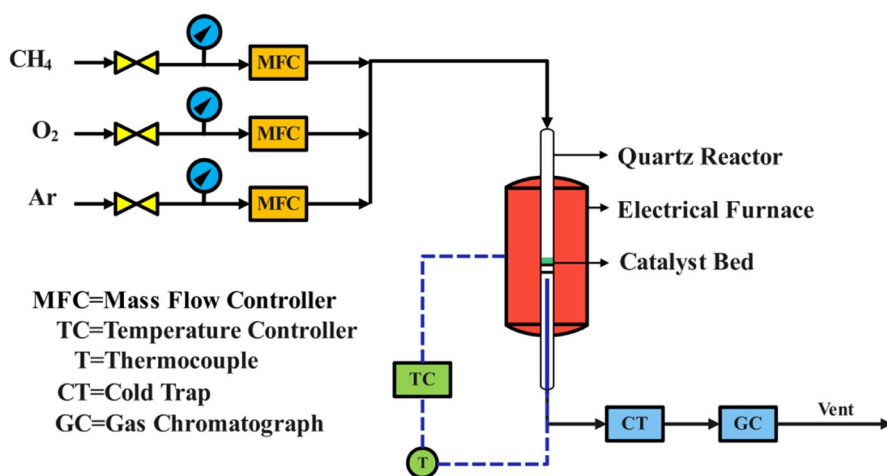 CH₄
MFC
O₂
MFC
Ar
MFC
Quartz Reactor
Electrical Furnace
Catalyst Bed
MFC=Mass Flow Controller
TC=Temperature Controller
T=Thermocouple
CT=Cold Trap
GC=Gas Chromatograph
TC
T
CT
GC
Vent